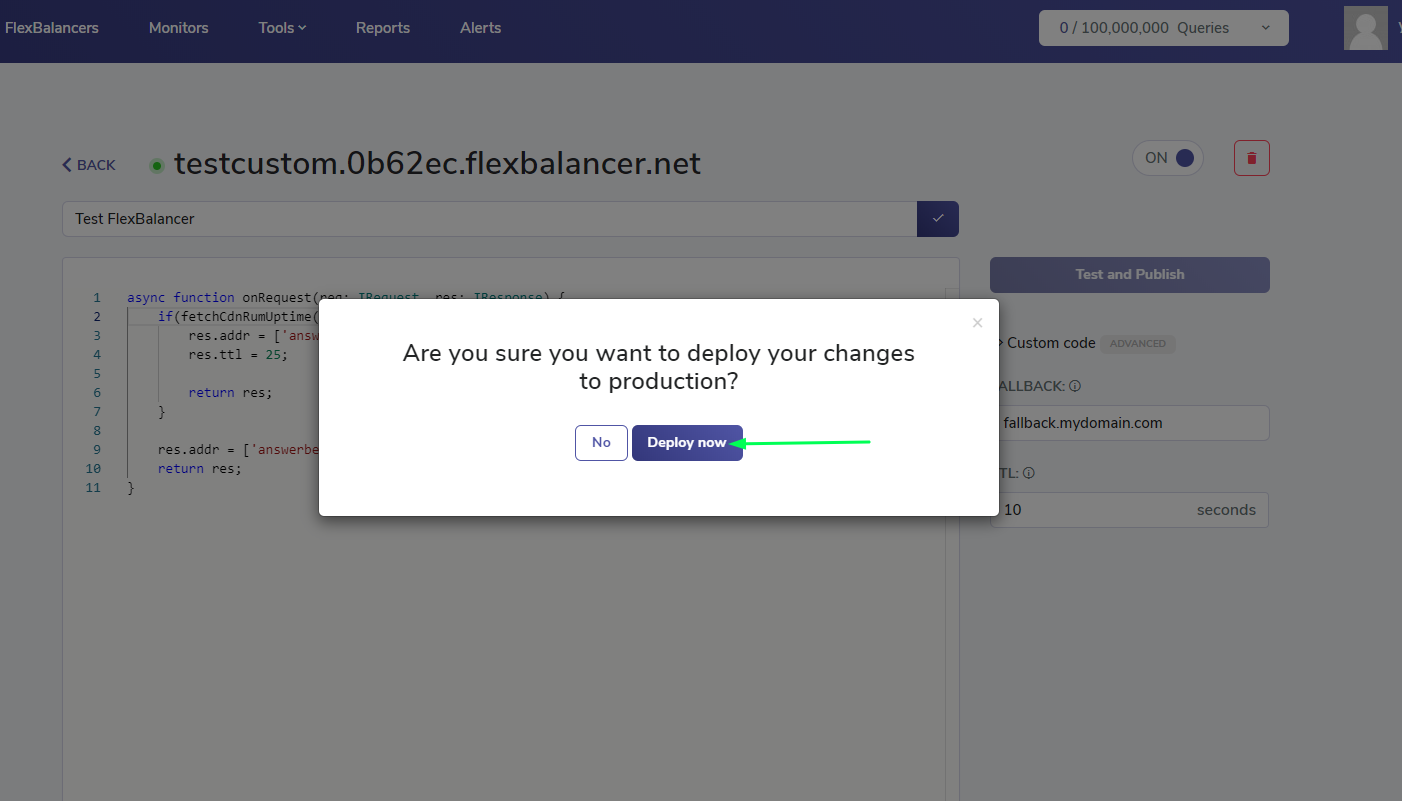 FlexBalancers Monitors Tools Reports Alerts 0 / 100,000,000 Queries
BACK testcustom.0b62ec.flexbalancer.net ON
Test FlexBalancer
Test and Publish
1 async function onRequest(req: IRequest, res: IResponse) {
2 if(fetchCdnRumUptime(
3 res.addr = ['answ
4 res.ttl = 25;
5
6 return res;
7 }
8
9 res.addr = ['answerbe
10 return res;
11 }
Are you sure you want to deploy your changes
to production?
No Deploy now
Custom code ADVANCED
ALLBACK:
fallback.mydomain.com
TL:
10 seconds